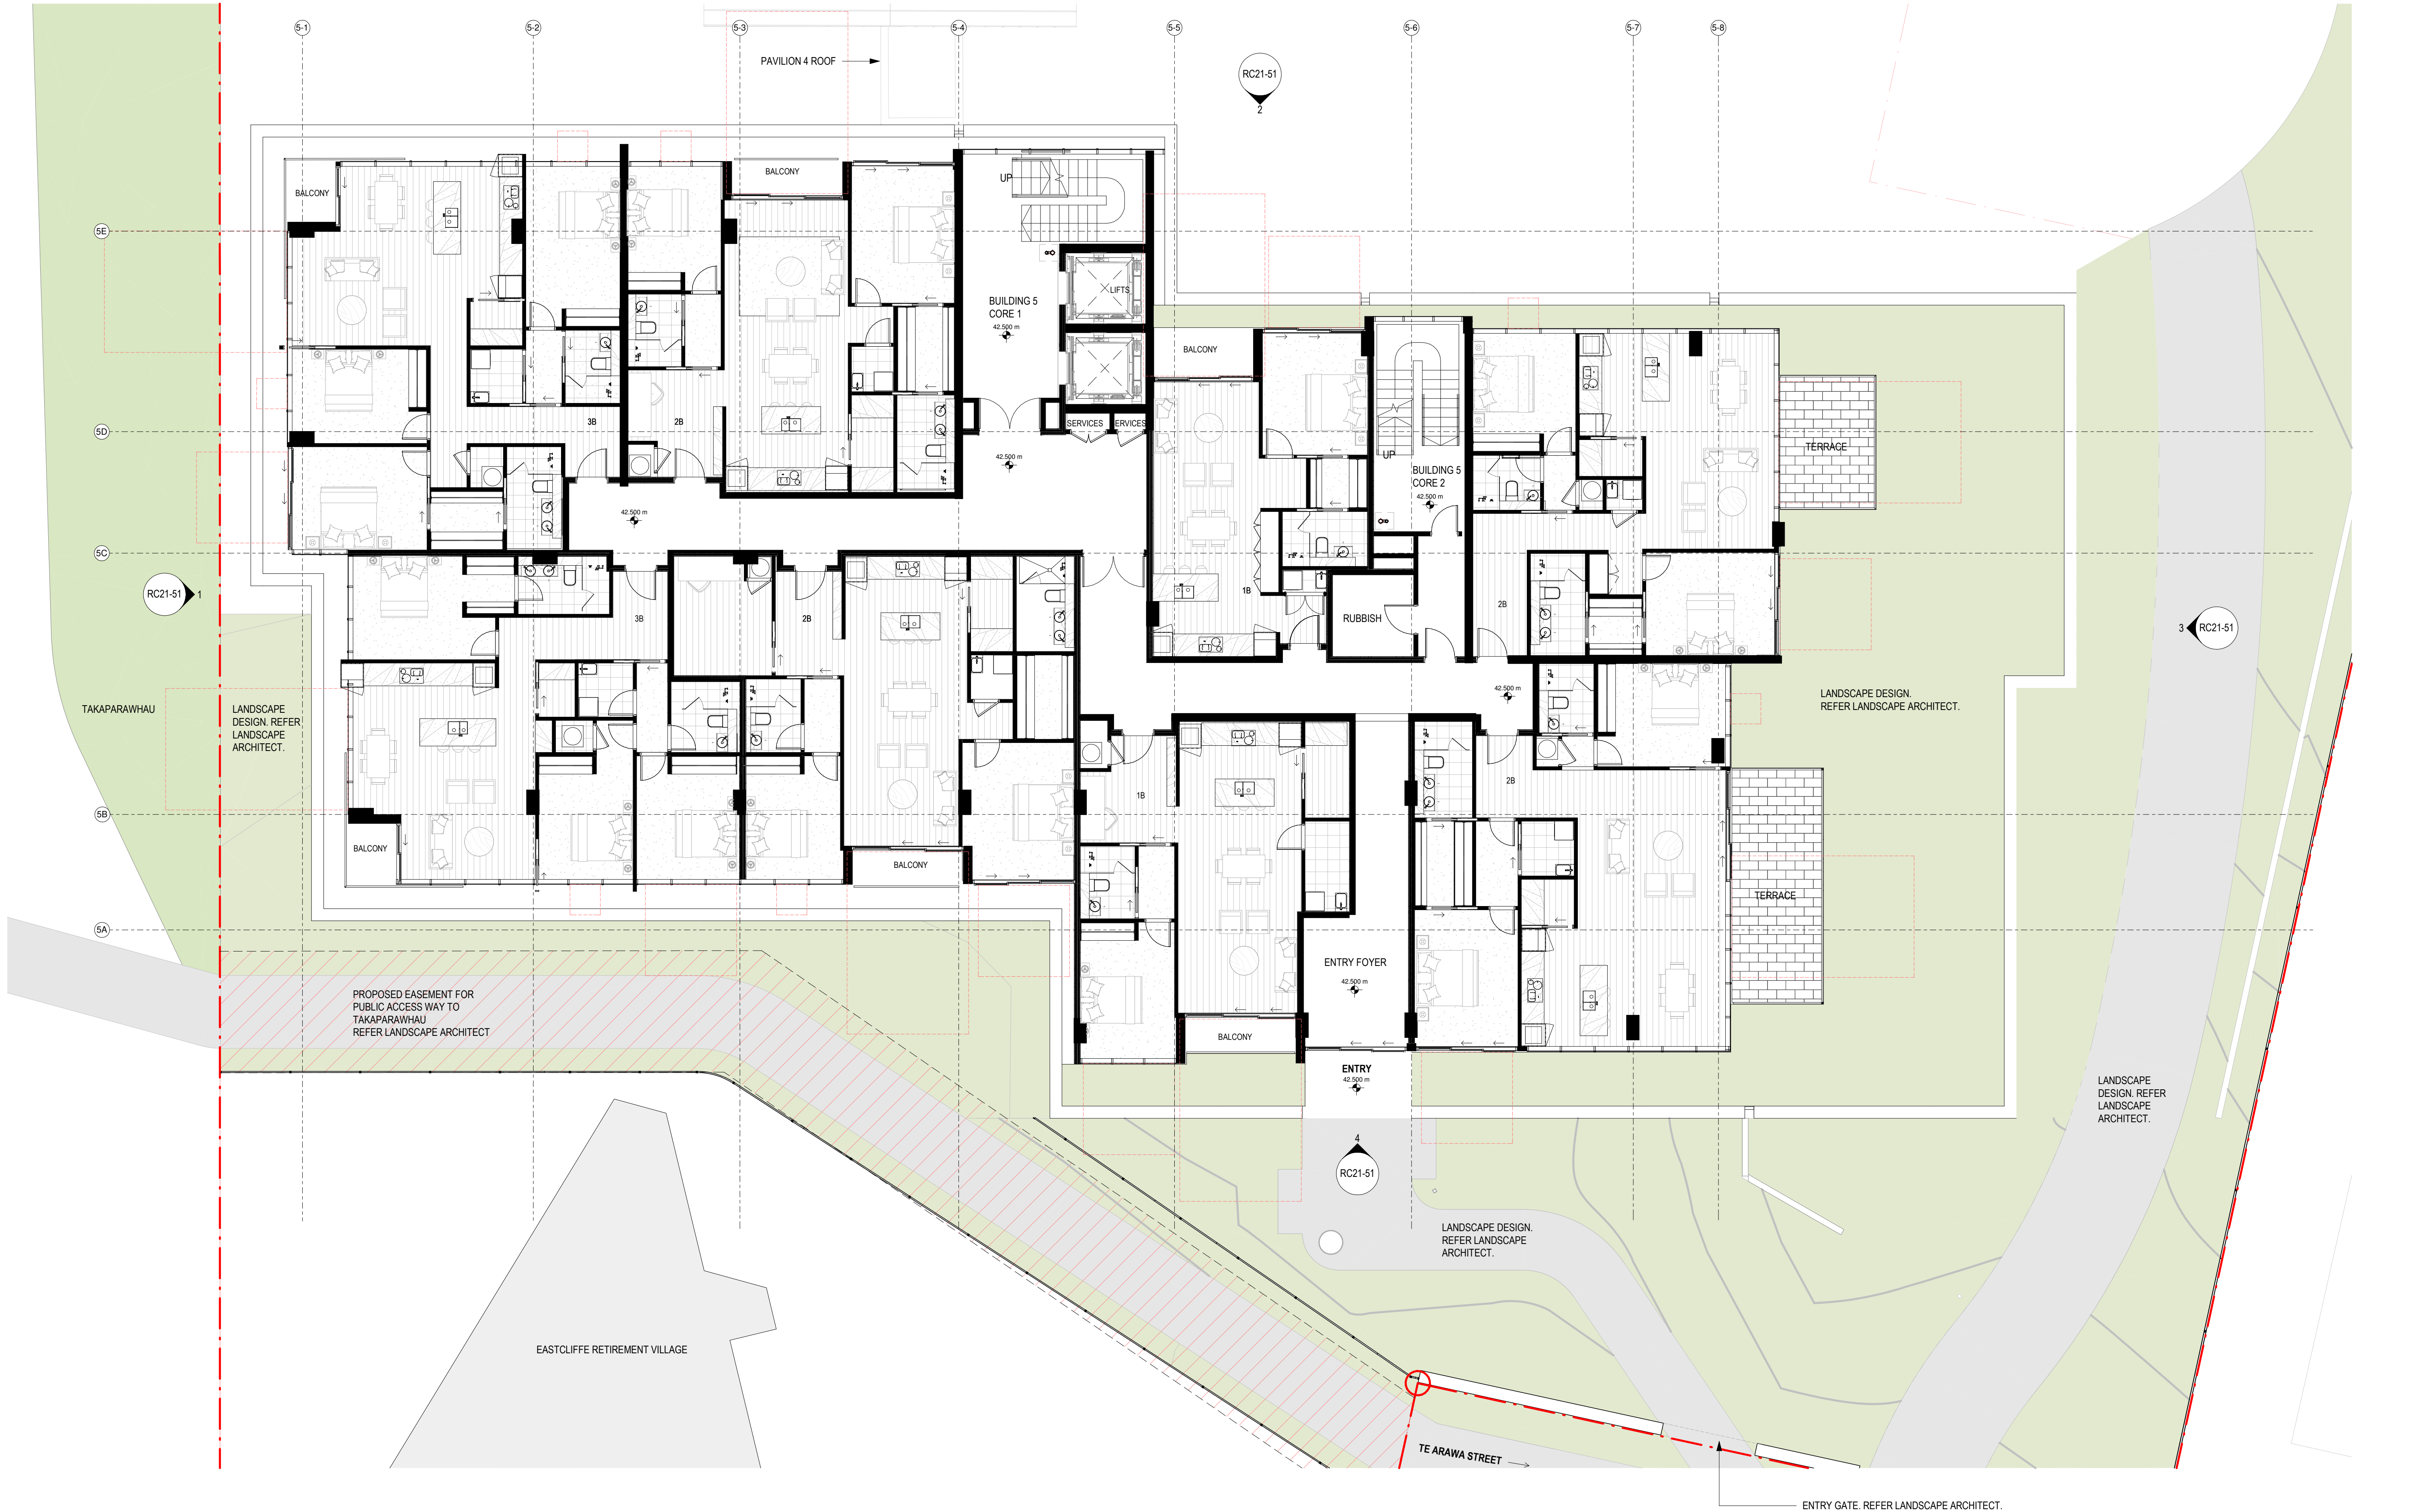 5-1
5-2
5-3
5-4
5-5
5-6
5-7
5-8
PAVILION 4 ROOF
RC21-51
2
BALCONY
BALCONY
UP
5E
LIFTS
BUILDING 5
CORE 1
42.500 m
BALCONY
3B
2B
5D
SERVICES
ERVICES
TERRACE
42.500 m
UP
BUILDING 5
CORE 2
42.500 m
42.500 m
5C
RC21-51
1
3B
2B
1B
RUBBISH
2B
3
RC21-51
42.500 m
TAKAPARAWHAU
LANDSCAPE
DESIGN. REFER
LANDSCAPE
ARCHITECT.
LANDSCAPE DESIGN.
REFER LANDSCAPE ARCHITECT.
1B
2B
5B
BALCONY
BALCONY
TERRACE
5A
ENTRY FOYER
42.500 m
PROPOSED EASEMENT FOR
PUBLIC ACCESS WAY TO
TAKAPARAWHAU
REFER LANDSCAPE ARCHITECT
BALCONY
ENTRY
42.500 m
LANDSCAPE
DESIGN. REFER
LANDSCAPE
ARCHITECT.
4
RC21-51
LANDSCAPE DESIGN.
REFER LANDSCAPE
ARCHITECT.
EASTCLIFFE RETIREMENT VILLAGE
TE ARAWA STREET
ENTRY GATE. REFER LANDSCAPE ARCHITECT.